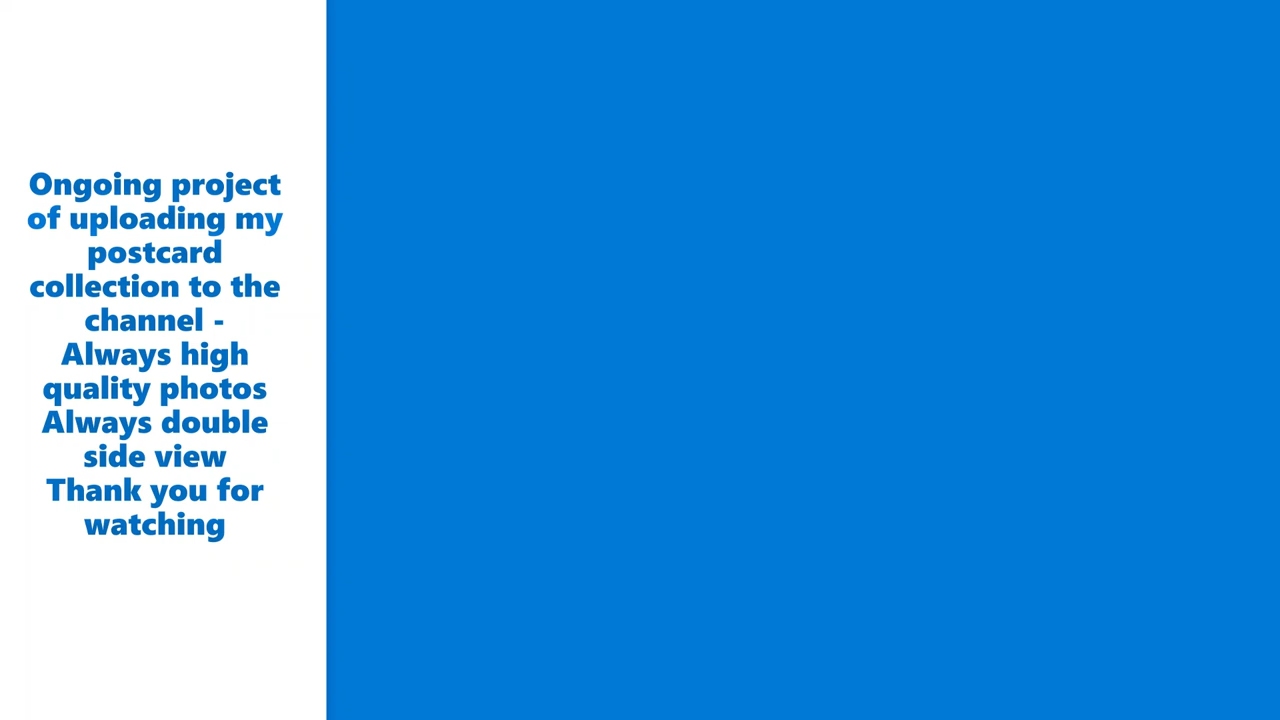 Ongoing project
of uploading my
postcard
collection to the
channel -
Always high
quality photos
Always double
side view
Thank you for
watching